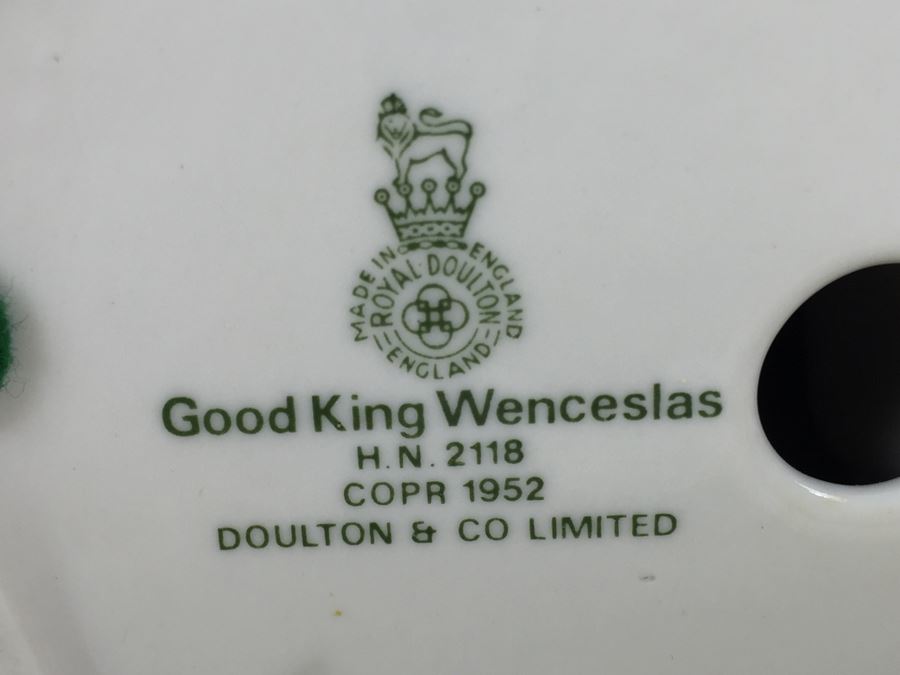 MADE IN ENGLAND
ROYAL·DOULTON
ENGLAND
Good King Wenceslas
H.N. 2118
COPR 1952
DOULTON & CO LIMITED